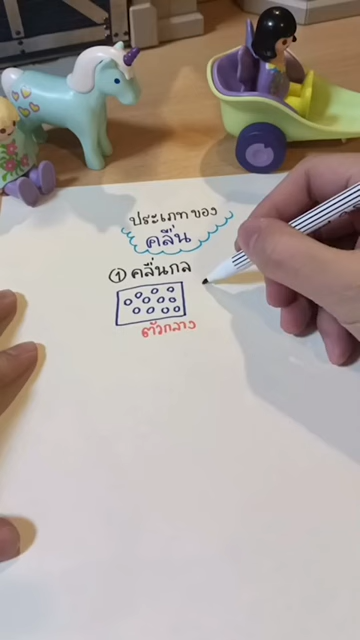 ประเภทของ
คลื่น
① คลื่นกล
ตัวกลาง